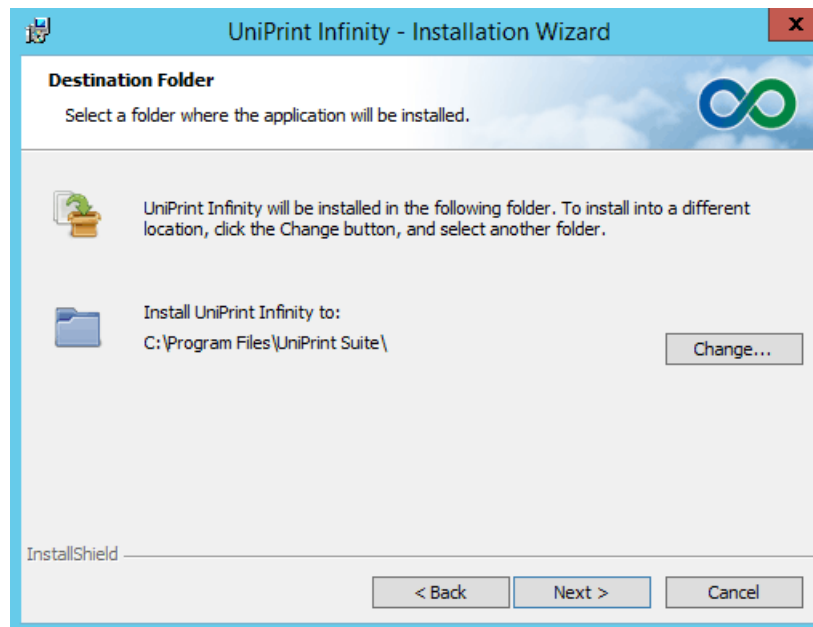 UniPrint Infinity - Installation Wizard
x
Destination Folder
Select a folder where the application will be installed.
UniPrint Infinity will be installed in the following folder. To install into a different
location, click the Change button, and select another folder.
Install UniPrint Infinity to:
C:\Program Files\UniPrint Suite\
Change...
InstallShield
< Back
Next >
Cancel